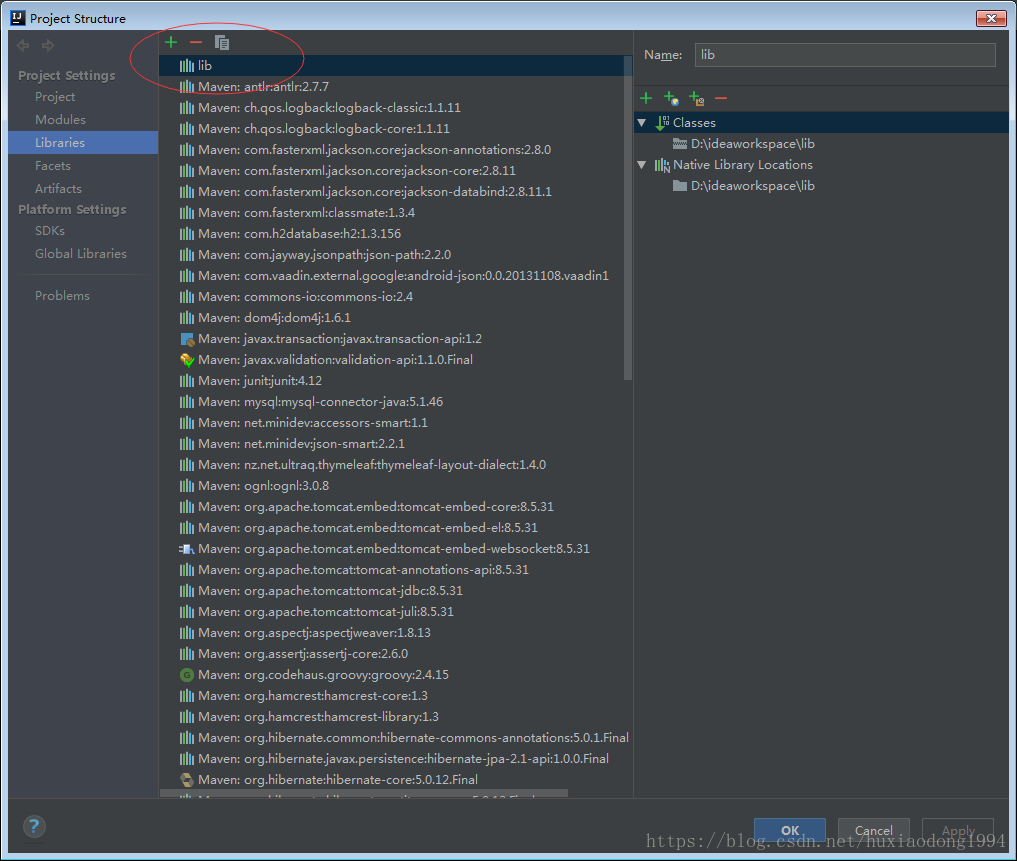 Project Structure
Project Settings
Project
Modules
Libraries
Facets
Artifacts
Platform Settings
SDKs
Global Libraries
Problems
lib
Maven: antlr:antlr:2.7.7
Maven: ch.qos.logback:logback-classic:1.1.11
Maven: ch.qos.logback:logback-core:1.1.11
Maven: com.fasterxml.jackson.core:jackson-annotations:2.8.0
Maven: com.fasterxml.jackson.core:jackson-core:2.8.11
Maven: com.fasterxml.jackson.core:jackson-databind:2.8.11.1
Maven: com.fasterxml:classmate:1.3.4
Maven: com.h2database:h2:1.3.156
Maven: com.jayway.jsonpath:json-path:2.2.0
Maven: com.vaadin.external.google:android-json:0.0.20131108.vaadin1
Maven: commons-io:commons-io:2.4
Maven: dom4j:dom4j:1.6.1
Maven: javax.transaction:javax.transaction-api:1.2
Maven: javax.validation:validation-api:1.1.0.Final
Maven: junit:junit:4.12
Maven: mysql:mysql-connector-java:5.1.46
Maven: net.minidev:accessors-smart:1.1
Maven: net.minidev:json-smart:2.2.1
Maven: nz.net.ultraq.thymeleaf:thymeleaf-layout-dialect:1.4.0
Maven: ognl:ognl:3.0.8
Maven: org.apache.tomcat.embed:tomcat-embed-core:8.5.31
Maven: org.apache.tomcat.embed:tomcat-embed-el:8.5.31
Maven: org.apache.tomcat.embed:tomcat-embed-websocket:8.5.31
Maven: org.apache.tomcat:tomcat-annotations-api:8.5.31
Maven: org.apache.tomcat:tomcat-jdbc:8.5.31
Maven: org.apache.tomcat:tomcat-juli:8.5.31
Maven: org.aspectj:aspectjweaver:1.8.13
Maven: org.assertj:assertj-core:2.6.0
Maven: org.codehaus.groovy:groovy:2.4.15
Maven: org.hamcrest:hamcrest-core:1.3
Maven: org.hamcrest:hamcrest-library:1.3
Maven: org.hibernate.common:hibernate-commons-annotations:5.0.1.Final
Maven: org.hibernate.javax.persistence:hibernate-jpa-2.1-api:1.0.0.Final
Maven: org.hibernate:hibernate-core:5.0.12.Final
Name: lib
Classes
D:\ideaworkspace\lib
Native Library Locations
D:\ideaworkspace\lib
?
OK Cancel Apply
https://blog.csdn.net/huxiaodong1994